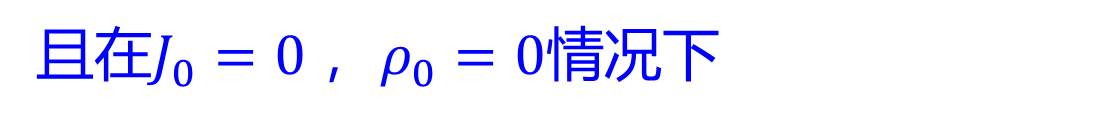 且在J₀ = 0，ρ₀ = 0情况下